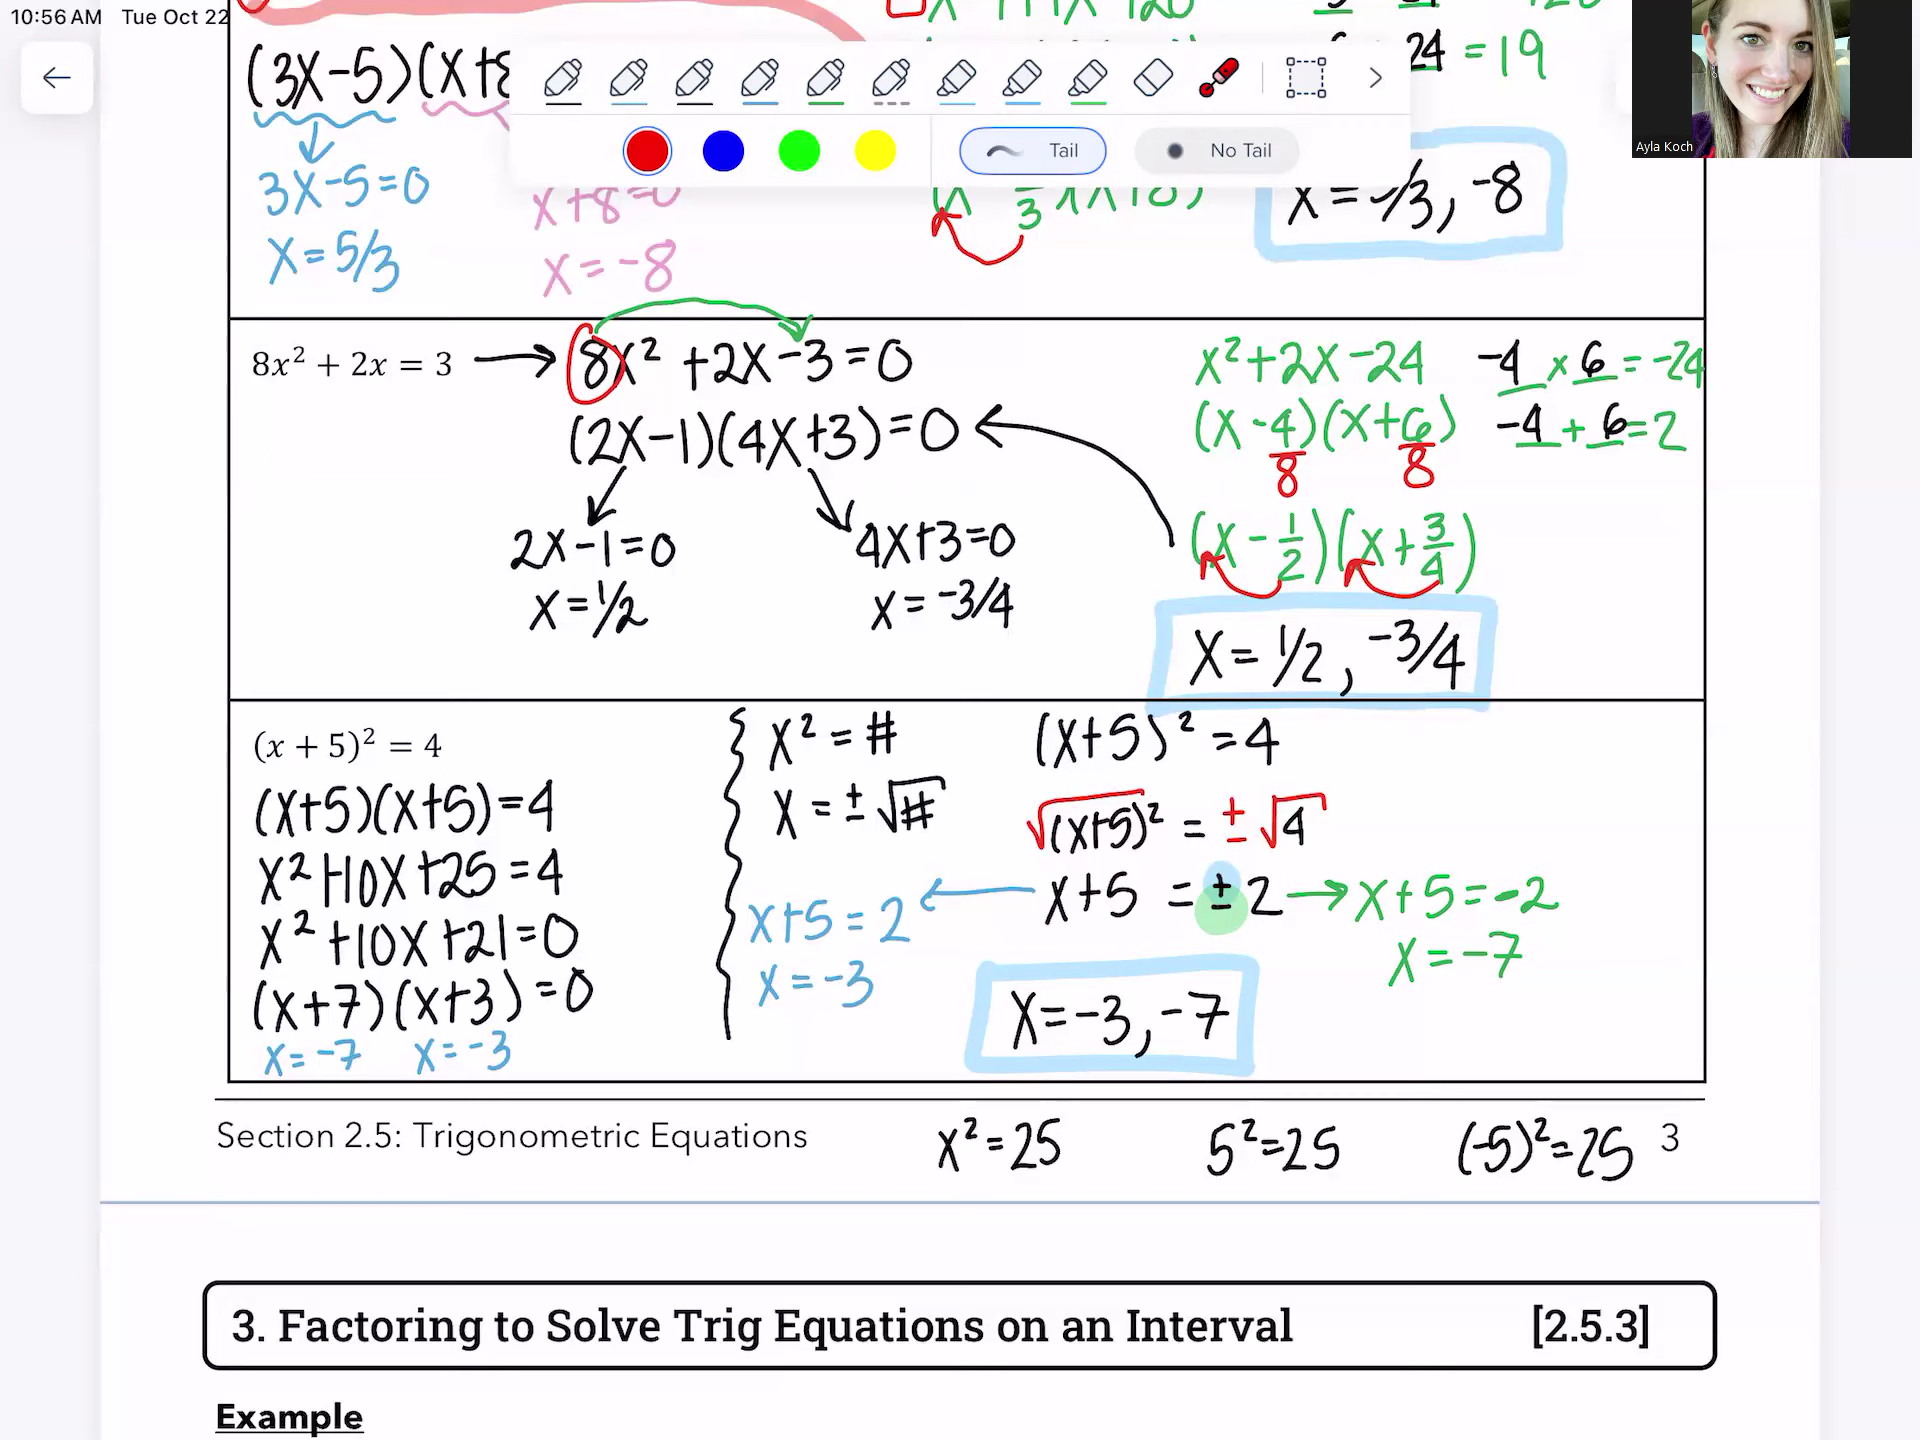 10:56 AM Tue Oct 22
= 19
(3x-5)(x+8
Tail
No Tail
Ayla Koch
3x-5=0
x+8=0
x = 5/3
x = -8
8x² + 2x = 3
8x² +2x-3=0
x²+2x-24
-4 x 6 = -24
(2x-1)(4x+3)=0
(x-4/8)(x+6/8)
-4 + 6 = 2
(x - 1/2)(x + 3/4)
2x-1=0
4x+3=0
x=1/2
x= -3/4
x= 1/2, -3/4
(x + 5)² = 4
(x+5)(x+5)=4
x²+10x+25=4
x²+10x+21=0
(x+7)(x+3)=0
x=-7 x=-3
x² = #
x = ± √#
(x+5)² = 4
√(x+5)² = ± √4
x+5 = ± 2
x+5 = 2
x = -3
x+5=-2
x=-7
x=-3, -7
Section 2.5: Trigonometric Equations
x²=25
5²=25
(-5)²=25
3
3. Factoring to Solve Trig Equations on an Interval [2.5.3]
Example